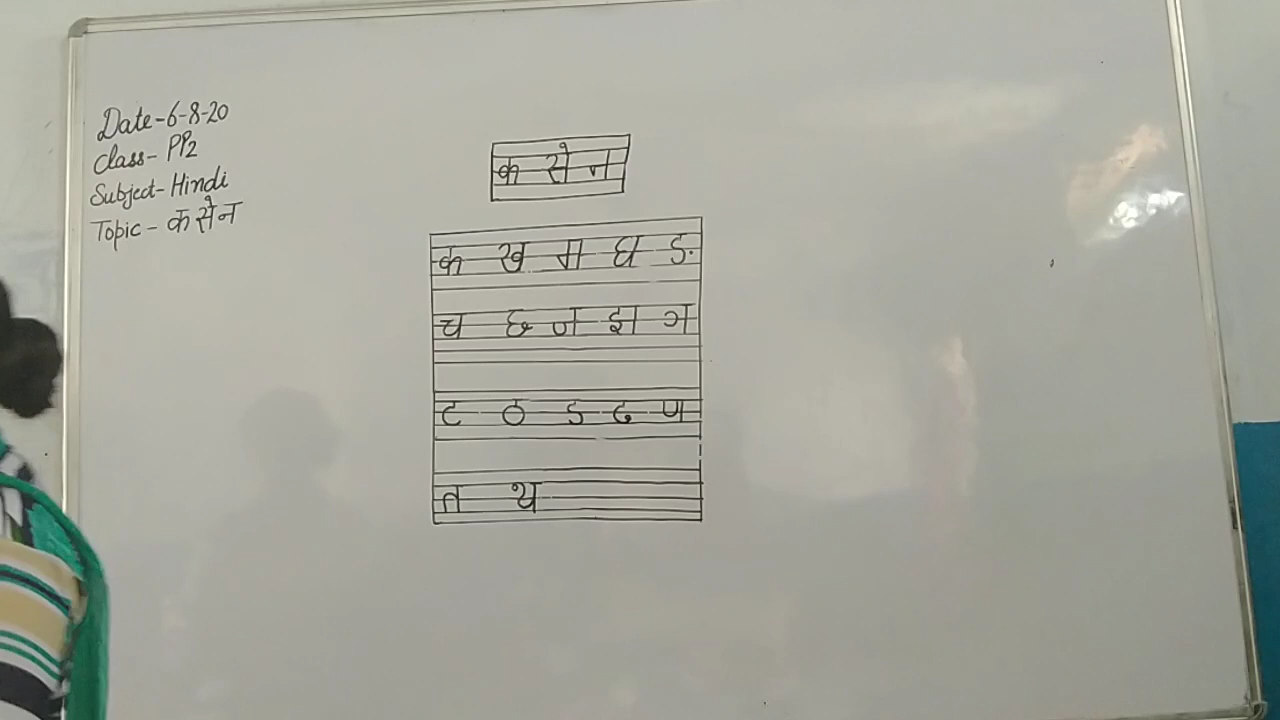 Date-6-8-20
Class- PP2
Subject- Hindi
Topic - क से न
क से न
क ख ग घ ङ
च छ ज झ ञ
ट ठ ड ढ ण
त थ